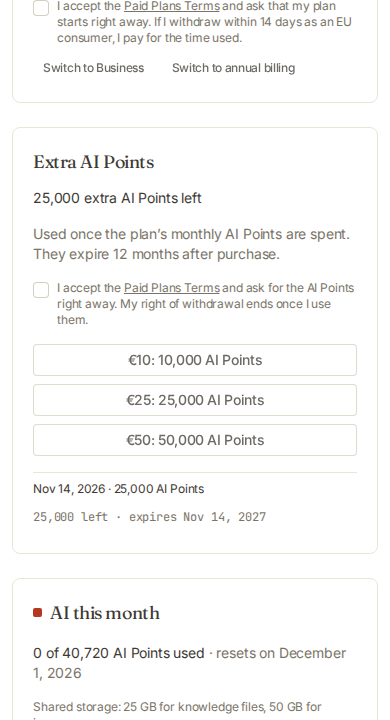 I accept the Paid Plans Terms and ask that my plan
starts right away. If I withdraw within 14 days as an EU
consumer, I pay for the time used.
Switch to Business Switch to annual billing
Extra AI Points
25,000 extra AI Points left
Used once the plan’s monthly AI Points are spent.
They expire 12 months after purchase.
I accept the Paid Plans Terms and ask for the AI Points
right away. My right of withdrawal ends once I use
them.
€10: 10,000 AI Points
€25: 25,000 AI Points
€50: 50,000 AI Points
Nov 14, 2026 · 25,000 AI Points
25,000 left · expires Nov 14, 2027
AI this month
0 of 40,720 AI Points used · resets on December
1, 2026
Shared storage: 25 GB for knowledge files, 50 GB for